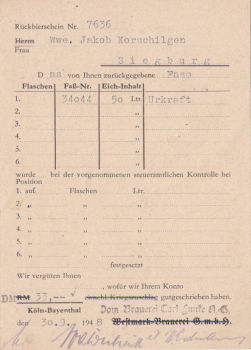 Rückbierschein Nr. 7636
Herrn Wwe. Jakob Koruchilgen
Frau
Siegburg
D as von Ihnen zurückgegebene Fass
Flaschen Faß-Nr. Eich-Inhalt
1. 34044 50 Ltr. Urkraft
2. „ „
3. „ „
4. „ „
5. „ „
6. „ „
wurde bei der vorgenommenen steueramtlichen Kontrolle bei
Position
1. auf. Flaschen Ltr.
2. „ „ „
3. „ „ „
4. „ „ „
5. „ „ „
6. „ „ „
festgesetzt
Wir vergüten Ihnen , wofür wir Ihrem Konto
DM RM 33,-- einschl. Kriegszuschlag gutgeschrieben haben.
Köln-Bayenthal Dom Brauerei Carl A.G.
den 30.9. 1948 Westmark-Brauerei G.m.b.H.